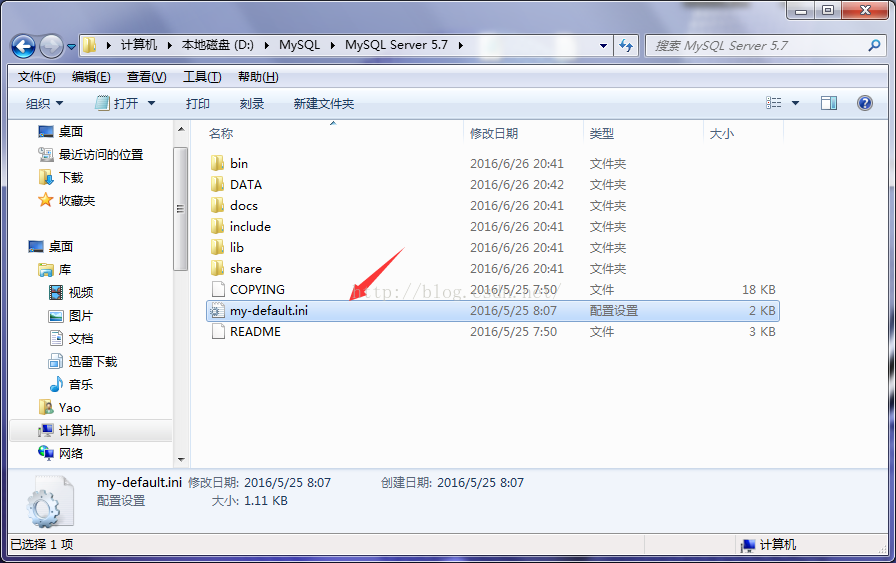 计算机 本地磁盘 (D:) MySQL MySQL Server 5.7 搜索 MySQL Server 5.7
文件(F) 编辑(E) 查看(V) 工具(T) 帮助(H)
组织 打开 打印 刻录 新建文件夹
桌面
最近访问的位置
下载
收藏夹
桌面
库
视频
图片
文档
迅雷下载
音乐
Yao
计算机
网络
名称 修改日期 类型 大小
bin 2016/6/26 20:41 文件夹
DATA 2016/6/26 20:42 文件夹
docs 2016/6/26 20:41 文件夹
include 2016/6/26 20:41 文件夹
lib 2016/6/26 20:41 文件夹
share 2016/6/26 20:41 文件夹
COPYING 2016/5/25 7:50 文件 18 KB
http://blog.csdn.net/
my-default.ini 2016/5/25 8:07 配置设置 2 KB
README 2016/5/25 7:50 文件 3 KB
my-default.ini 修改日期: 2016/5/25 8:07 创建日期: 2016/5/25 8:07
配置设置 大小: 1.11 KB
已选择 1 项 计算机